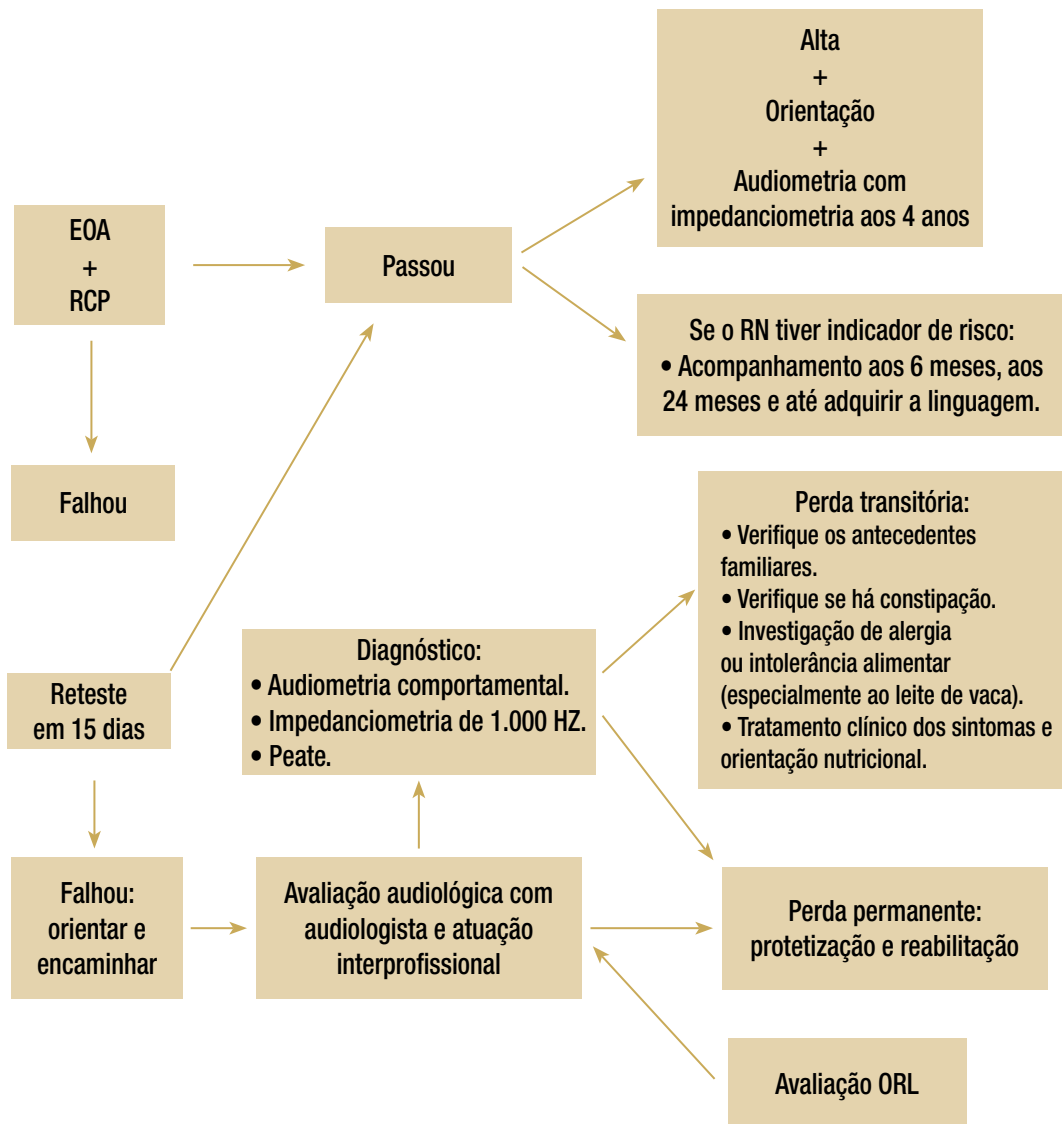 Alta
+
Orientação
+
Audiometria com
impedanciometria aos 4 anos
EOA
+
RCP
Passou
Se o RN tiver indicador de risco:
• Acompanhamento aos 6 meses, aos
24 meses e até adquirir a linguagem.
Falhou
Perda transitória:
• Verifique os antecedentes
familiares.
• Verifique se há constipação.
• Investigação de alergia
ou intolerância alimentar
(especialmente ao leite de vaca).
• Tratamento clínico dos sintomas e
orientação nutricional.
Reteste
em 15 dias
Diagnóstico:
• Audiometria comportamental.
• Impedanciometria de 1.000 HZ.
• Peate.
Falhou:
orientar e
encaminhar
Avaliação audiológica com
audiologista e atuação
interprofissional
Perda permanente:
protetização e reabilitação
Avaliação ORL